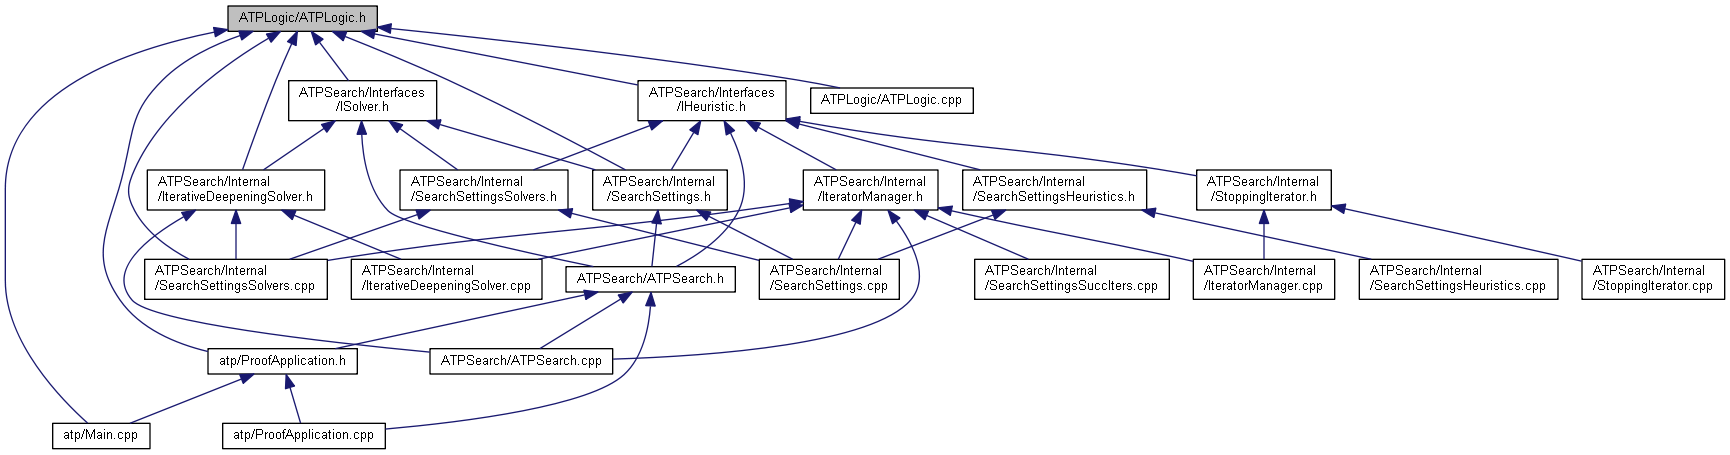 ATPLogic/ATPLogic.h
ATPSearch/Interfaces
/ISolver.h
ATPSearch/Interfaces
/IHeuristic.h
ATPLogic/ATPLogic.cpp
ATPSearch/Internal
/IterativeDeepeningSolver.h
ATPSearch/Internal
/SearchSettingsSolvers.h
ATPSearch/Internal
/SearchSettings.h
ATPSearch/Internal
/IteratorManager.h
ATPSearch/Internal
/SearchSettingsHeuristics.h
ATPSearch/Internal
/StoppingIterator.h
ATPSearch/Internal
/SearchSettingsSolvers.cpp
ATPSearch/Internal
/IterativeDeepeningSolver.cpp
ATPSearch/ATPSearch.h
ATPSearch/Internal
/SearchSettings.cpp
ATPSearch/Internal
/SearchSettingsSuccIters.cpp
ATPSearch/Internal
/IteratorManager.cpp
ATPSearch/Internal
/SearchSettingsHeuristics.cpp
ATPSearch/Internal
/StoppingIterator.cpp
atp/ProofApplication.h
ATPSearch/ATPSearch.cpp
atp/Main.cpp
atp/ProofApplication.cpp